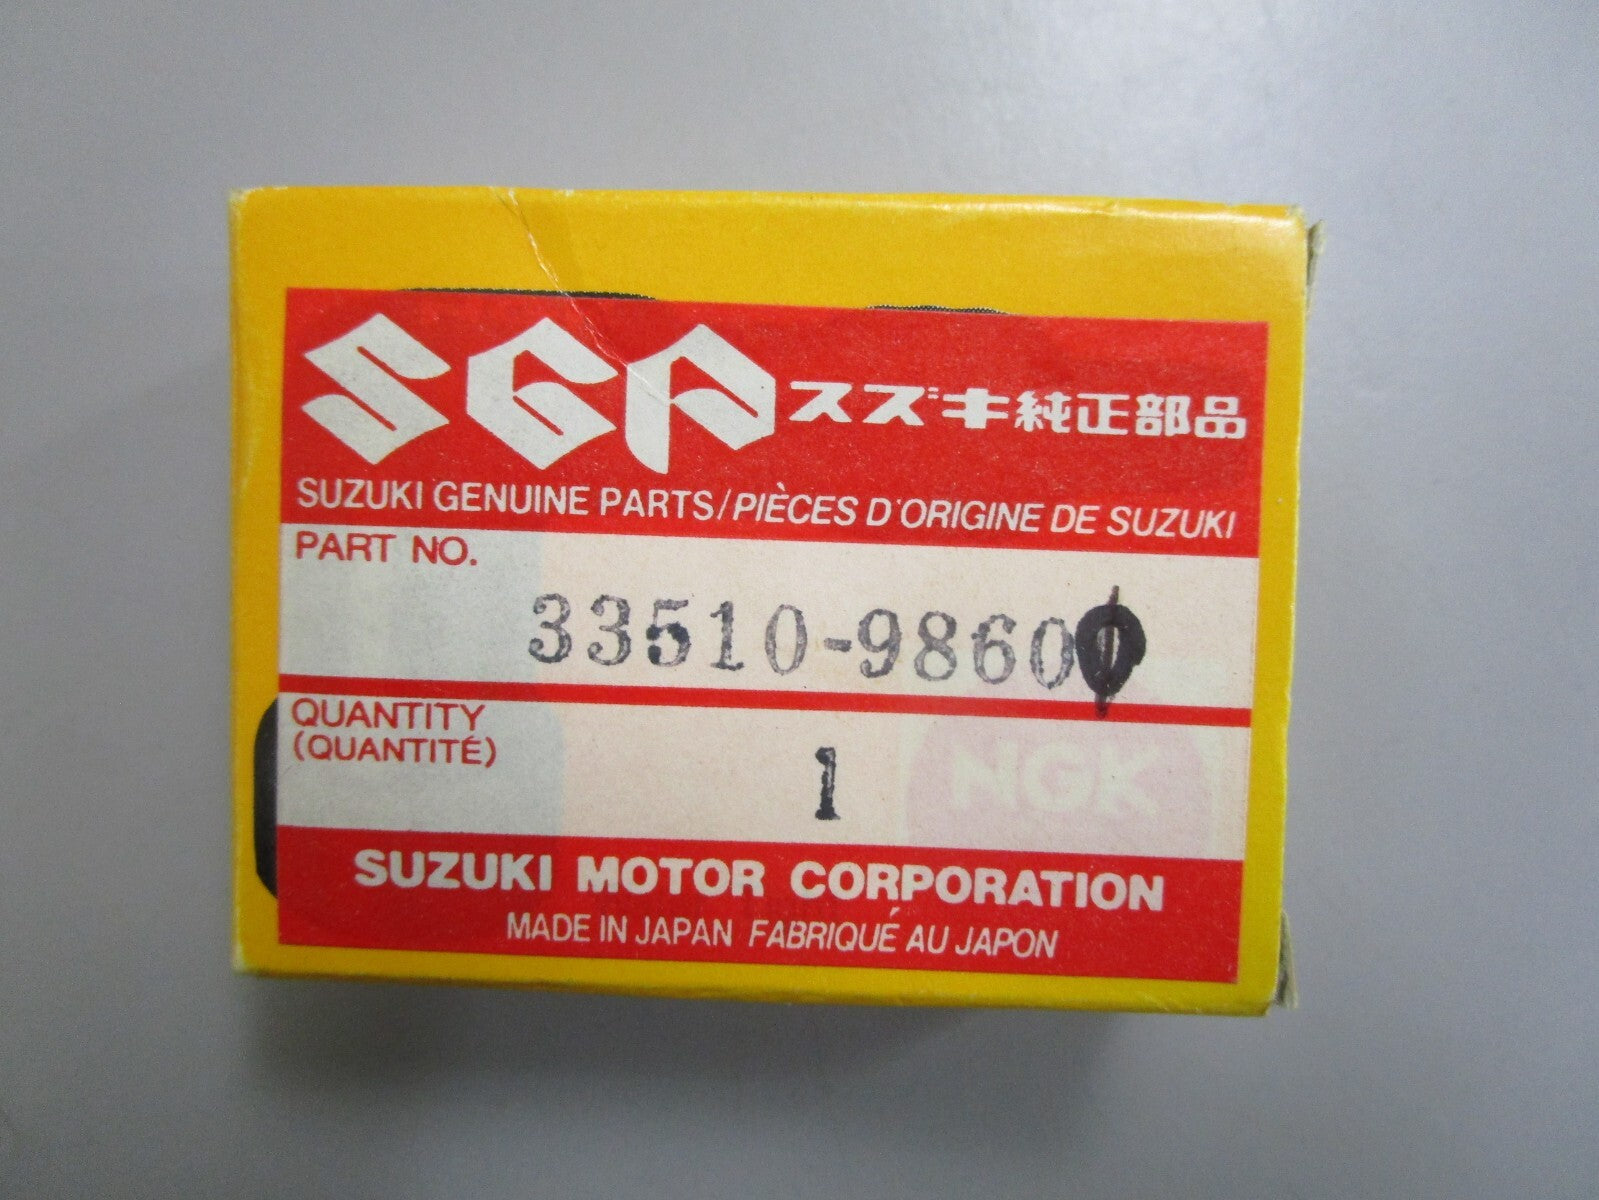 SGP スズキ純正部品
SUZUKI GENUINE PARTS/PIÈCES D'ORIGINE DE SUZUKI
PART NO.
33510-9860
QUANTITY
(QUANTITÉ)
1
NGK
SUZUKI MOTOR CORPORATION
MADE IN JAPAN FABRIQUÉ AU JAPON